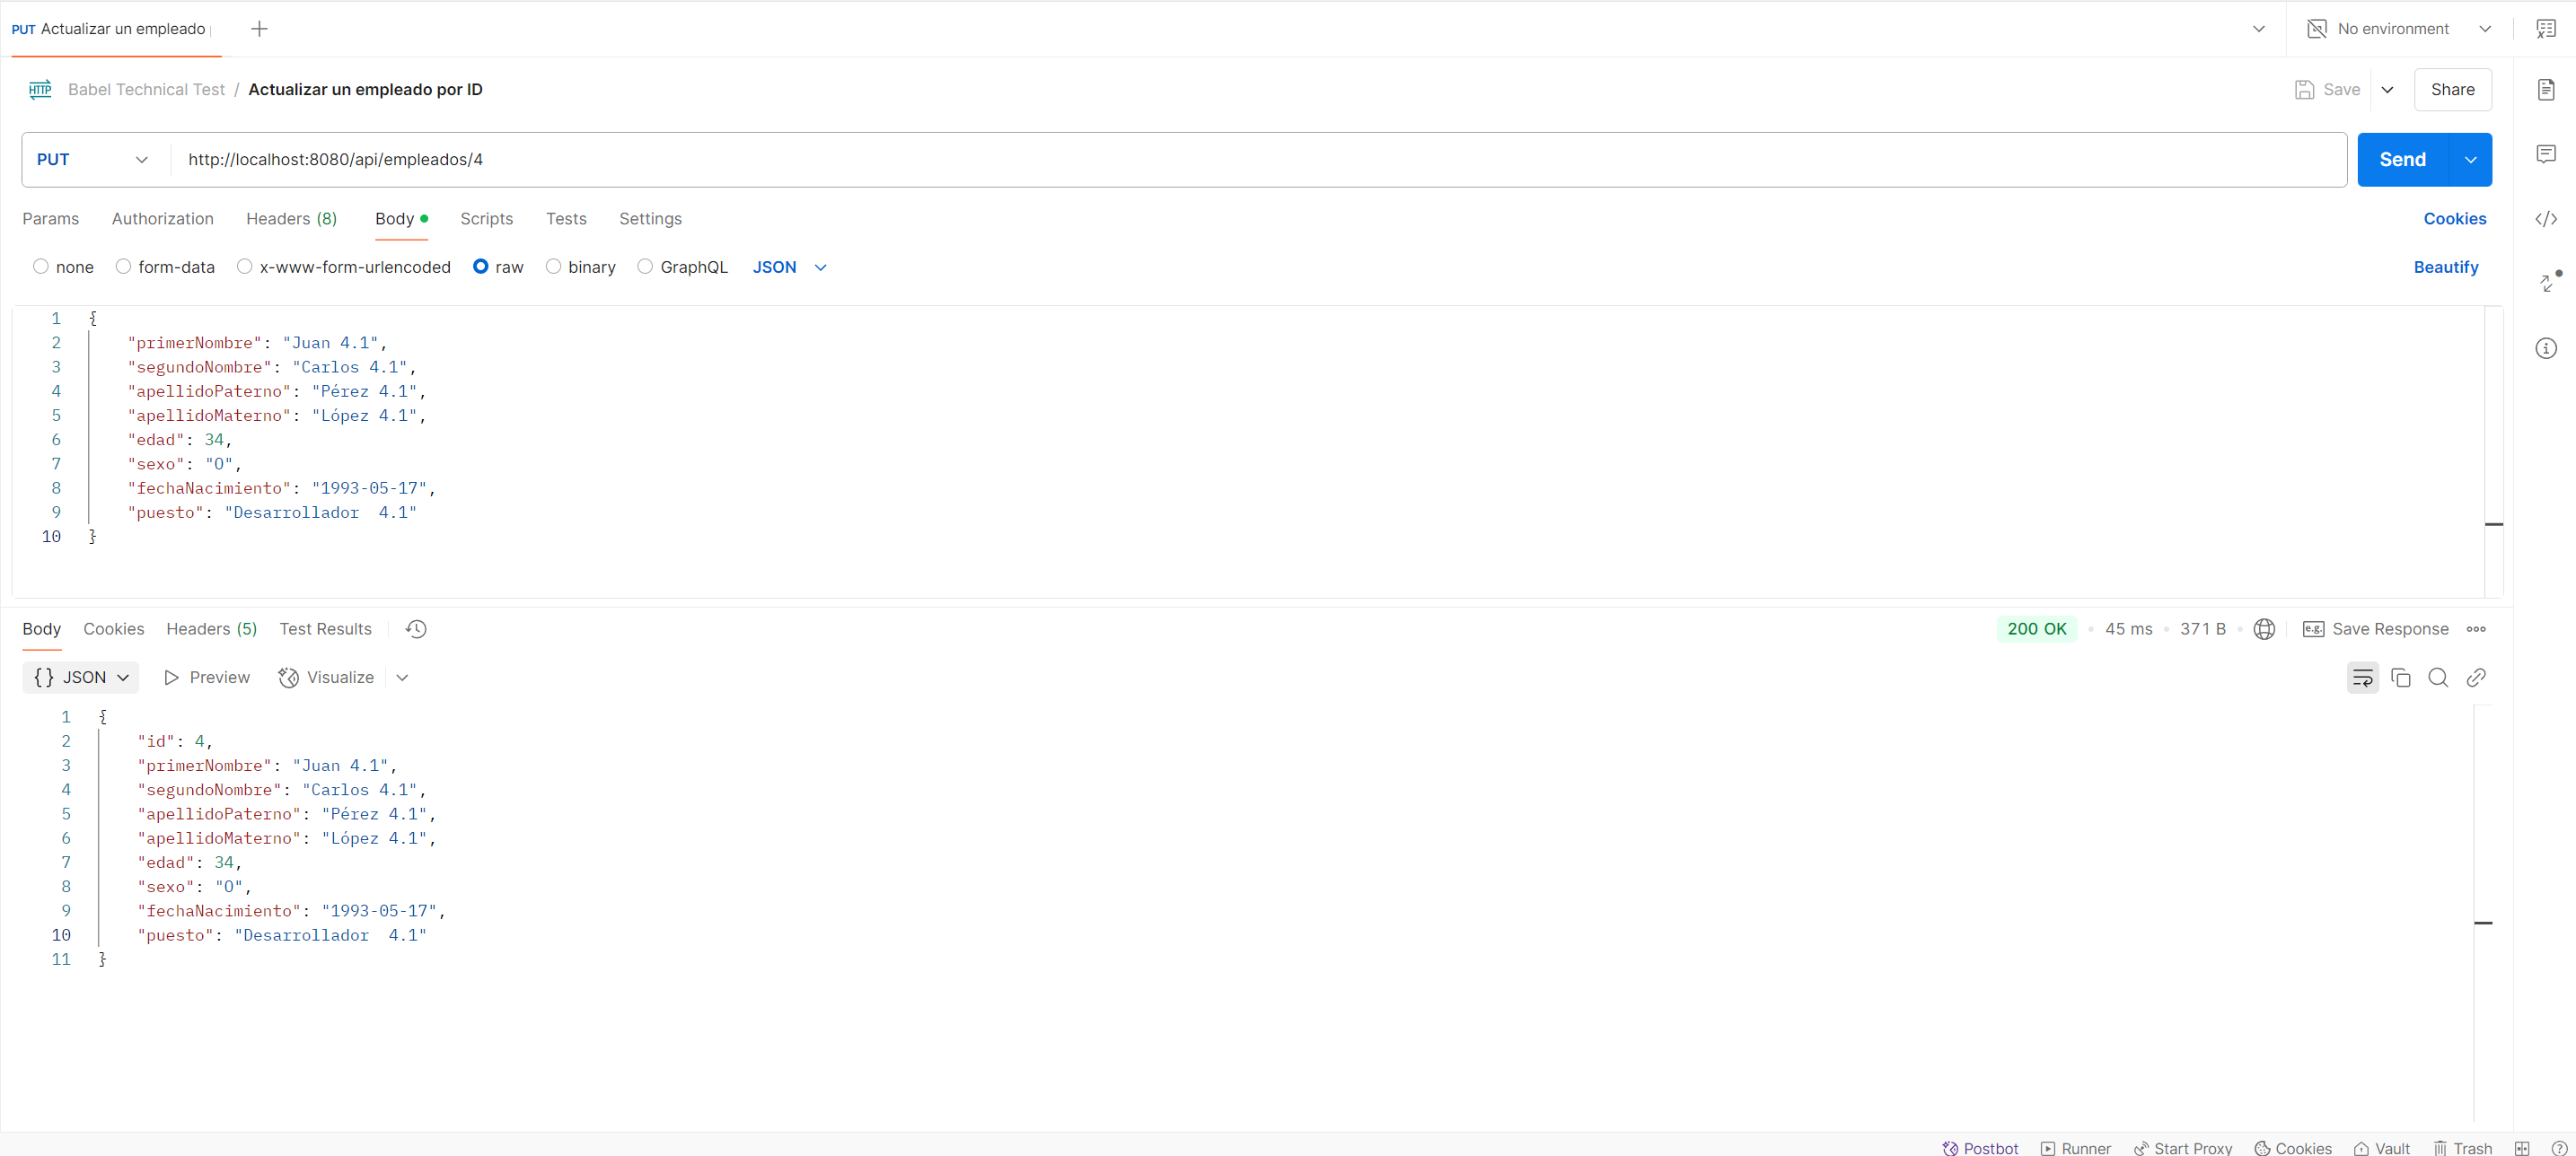 PUT Actualizar un empleado
No environment
Babel Technical Test / Actualizar un empleado por ID
Save
Share
PUT
http://localhost:8080/api/empleados/4
Send
Params Authorization Headers (8) Body Scripts Tests Settings
Cookies
none form-data x-www-form-urlencoded raw binary GraphQL JSON
Beautify
1 {
2 "primerNombre": "Juan 4.1",
3 "segundoNombre": "Carlos 4.1",
4 "apellidoPaterno": "Pérez 4.1",
5 "apellidoMaterno": "López 4.1",
6 "edad": 34,
7 "sexo": "O",
8 "fechaNacimiento": "1993-05-17",
9 "puesto": "Desarrollador  4.1"
10 }
Body Cookies Headers (5) Test Results
200 OK • 45 ms • 371 B • e.g. Save Response
{} JSON Preview Visualize
1 {
2 "id": 4,
3 "primerNombre": "Juan 4.1",
4 "segundoNombre": "Carlos 4.1",
5 "apellidoPaterno": "Pérez 4.1",
6 "apellidoMaterno": "López 4.1",
7 "edad": 34,
8 "sexo": "O",
9 "fechaNacimiento": "1993-05-17",
10 "puesto": "Desarrollador  4.1"
11 }
Postbot Runner Start Proxy Cookies Vault Trash